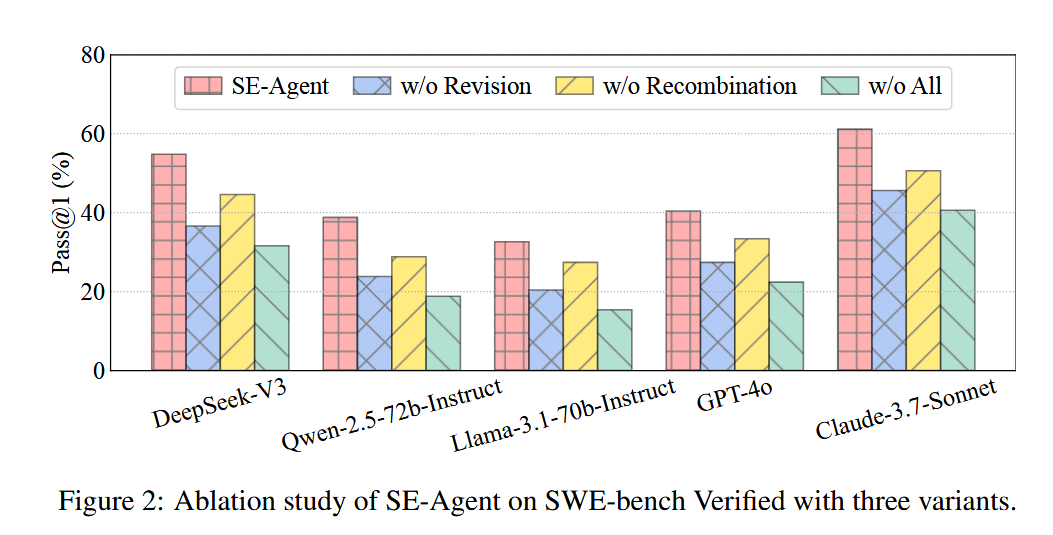 80
60
40
20
0
Pass@1 (%)
SE-Agent
w/o Revision
w/o Recombination
w/o All
DeepSeek-V3
Qwen-2.5-72b-Instruct
Llama-3.1-70b-Instruct
GPT-4o
Claude-3.7-Sonnet
Figure 2: Ablation study of SE-Agent on SWE-bench Verified with three variants.